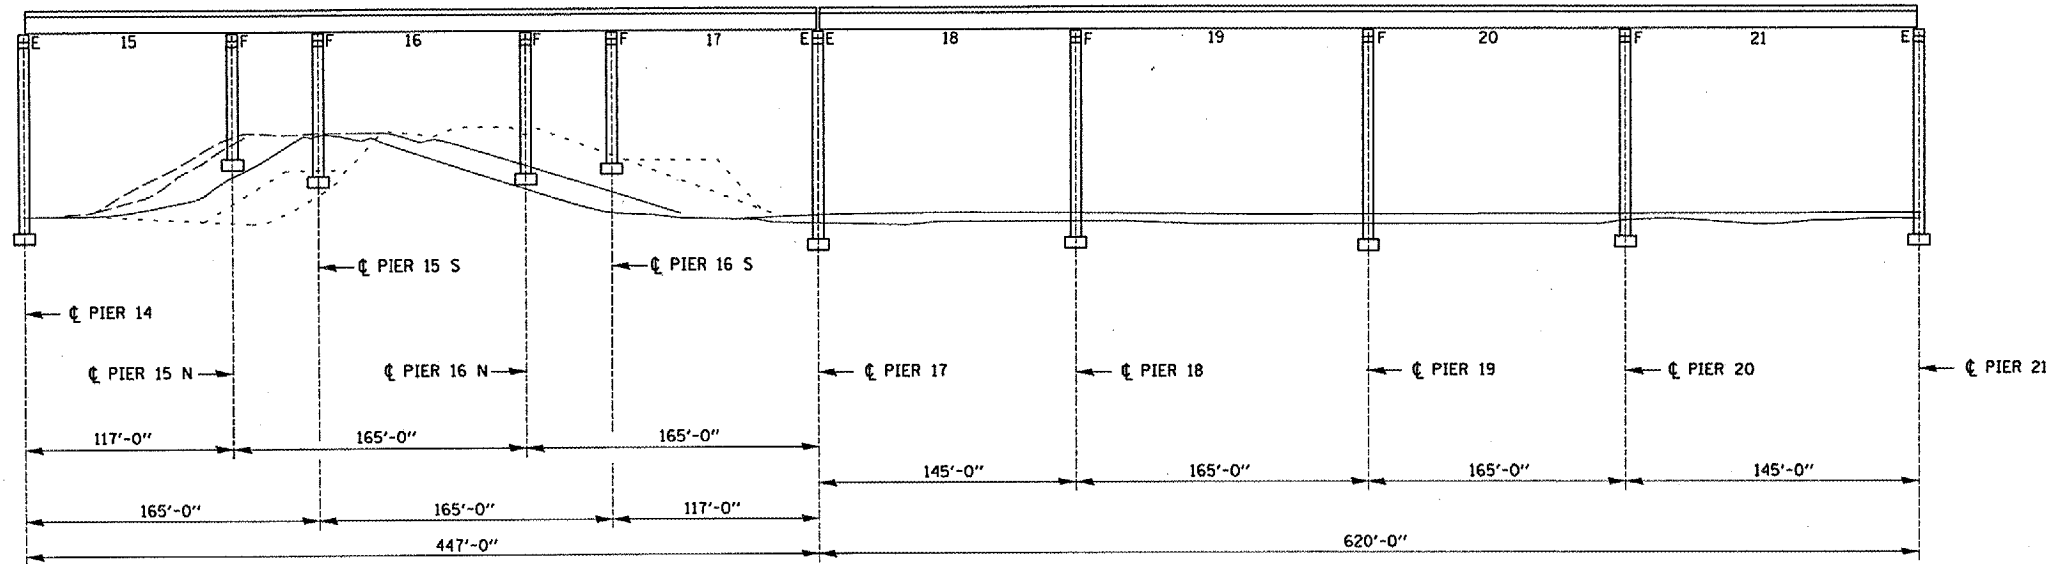 E 15 F F 16 F F 17 E E 18 F 19 F 20 F 21 E
℄ PIER 15 S ℄ PIER 16 S
℄ PIER 14
℄ PIER 15 N ℄ PIER 16 N ℄ PIER 17 ℄ PIER 18 ℄ PIER 19 ℄ PIER 20 ℄ PIER 21
117'-0" 165'-0" 165'-0"
145'-0" 165'-0" 165'-0" 145'-0"
165'-0" 165'-0" 117'-0"
447'-0" 620'-0"